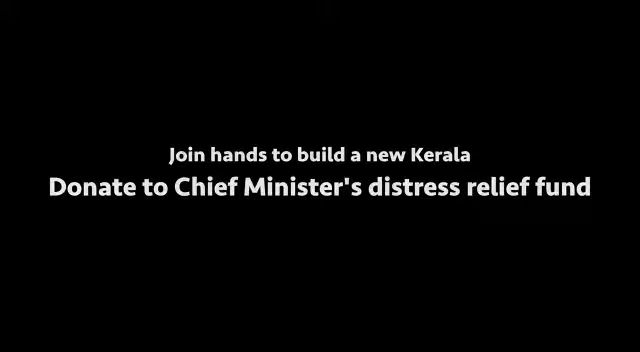 Join hands to build a new Kerala
Donate to Chief Minister's distress relief fund